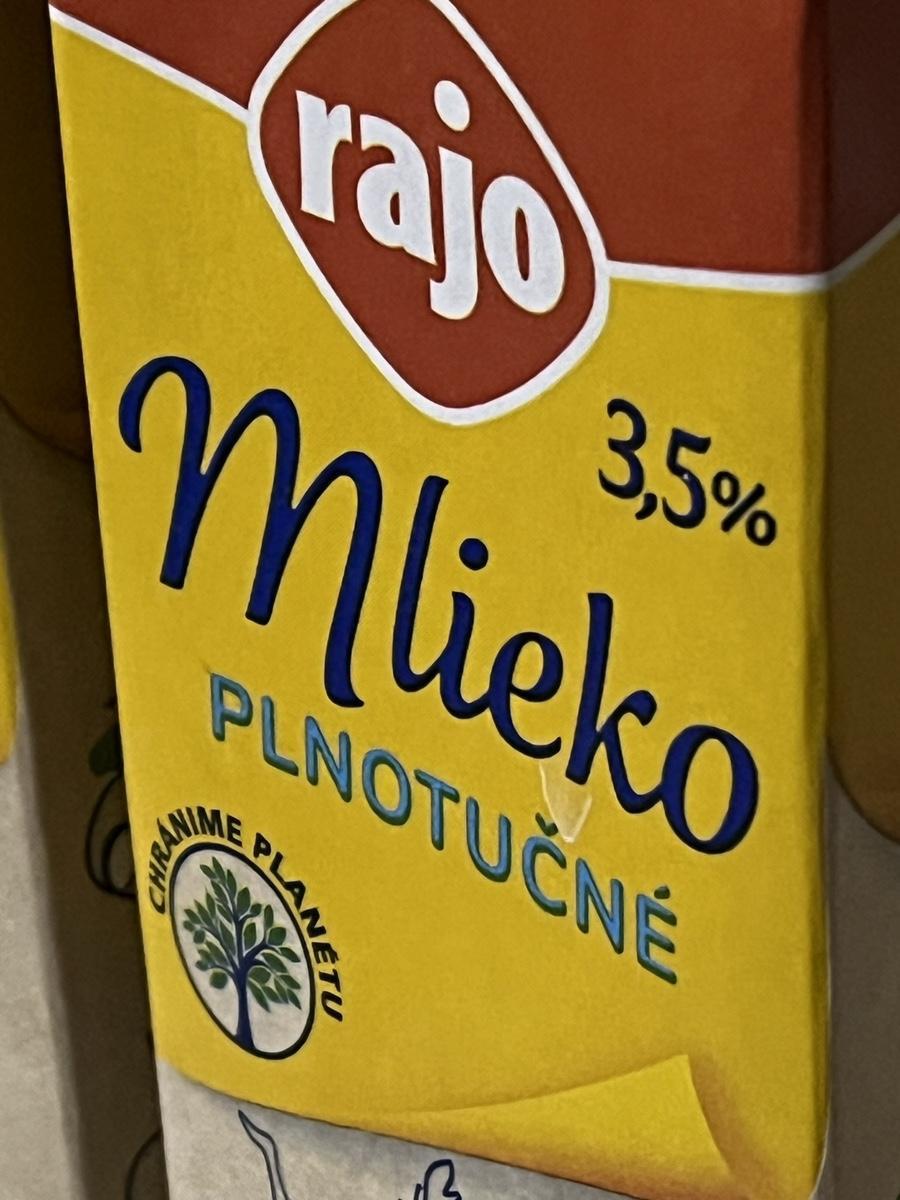 rajo
3,5%
Mlieko
PLNOTUČNÉ
CHRÁNIME PLANÉTU